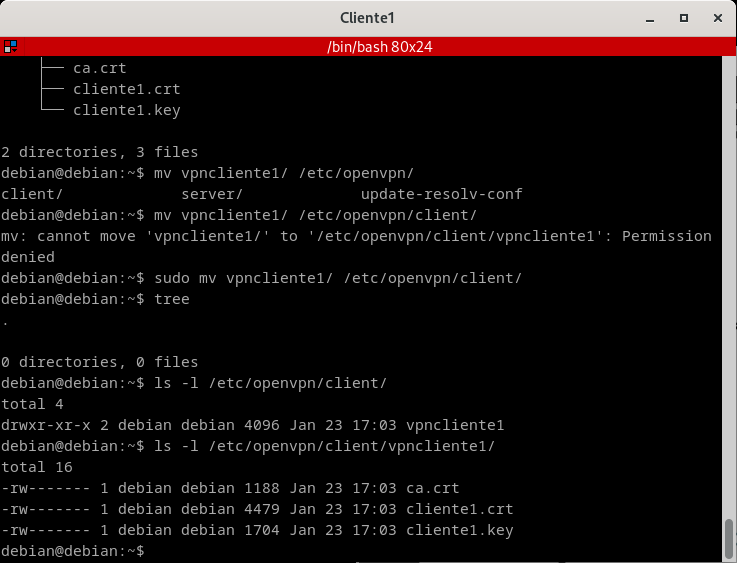 Cliente1
/bin/bash 80x24
├── ca.crt
├── cliente1.crt
└── cliente1.key
2 directories, 3 files
debian@debian:~$ mv vpncliente1/ /etc/openvpn/
client/             server/             update-resolv-conf
debian@debian:~$ mv vpncliente1/ /etc/openvpn/client/
mv: cannot move 'vpncliente1/' to '/etc/openvpn/client/vpncliente1': Permission
denied
debian@debian:~$ sudo mv vpncliente1/ /etc/openvpn/client/
debian@debian:~$ tree
.
0 directories, 0 files
debian@debian:~$ ls -l /etc/openvpn/client/
total 4
drwxr-xr-x 2 debian debian 4096 Jan 23 17:03 vpncliente1
debian@debian:~$ ls -l /etc/openvpn/client/vpncliente1/
total 16
-rw------- 1 debian debian 1188 Jan 23 17:03 ca.crt
-rw------- 1 debian debian 4479 Jan 23 17:03 cliente1.crt
-rw------- 1 debian debian 1704 Jan 23 17:03 cliente1.key
debian@debian:~$